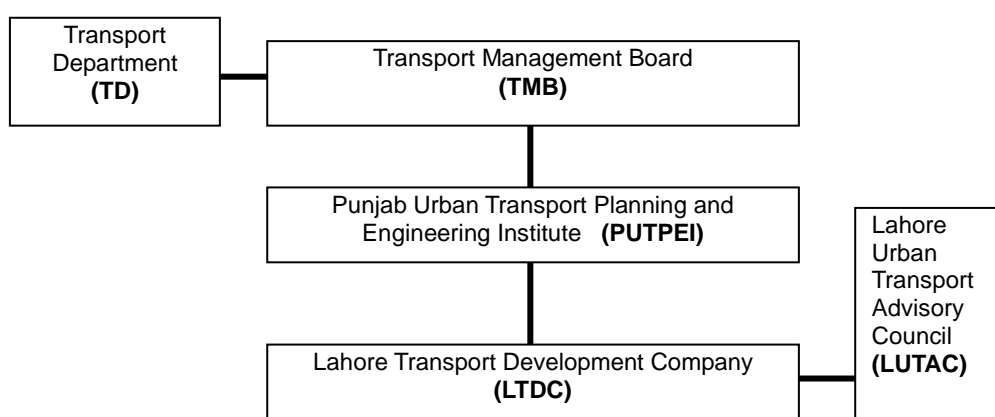 Transport
Department
(TD)
Transport Management Board
(TMB)
Punjab Urban Transport Planning and
Engineering Institute (PUTPEI)
Lahore
Urban
Transport
Advisory
Council
(LUTAC)
Lahore Transport Development Company
(LTDC)